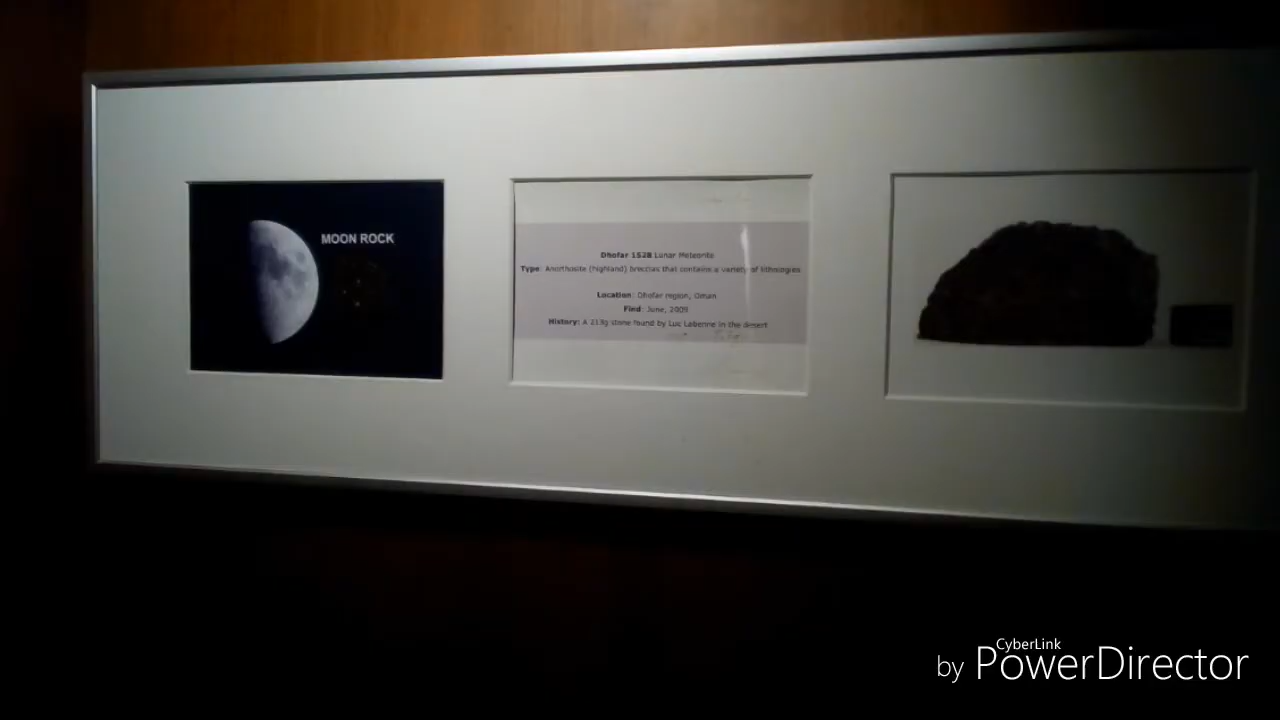 MOON ROCK
Dhofar 1528 Lunar Meteorite
Type: Anorthosite (highland) breccias that contains a variety of lithologies
Location: Dhofar region, Oman
Find: June, 2009
History: A 213g stone found by Luc Labenne in the desert
CyberLink
by PowerDirector